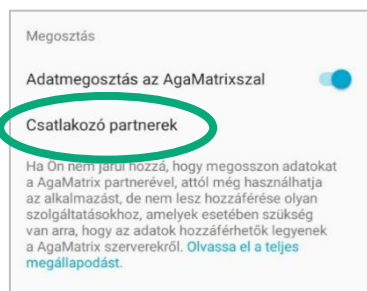 Megosztás
Adatmegosztás az AgaMatrixszal
Csatlakozó partnerek
Ha Ön nem járul hozzá, hogy megosszon adatokat
a AgaMatrix partnerével, attól még használhatja
az alkalmazást, de nem lesz hozzáférése olyan
szolgáltatásokhoz, amelyek esetében szükség
van arra, hogy az adatok hozzáférhetők legyenek
a AgaMatrix szerverekről. Olvassa el a teljes
megállapodást.